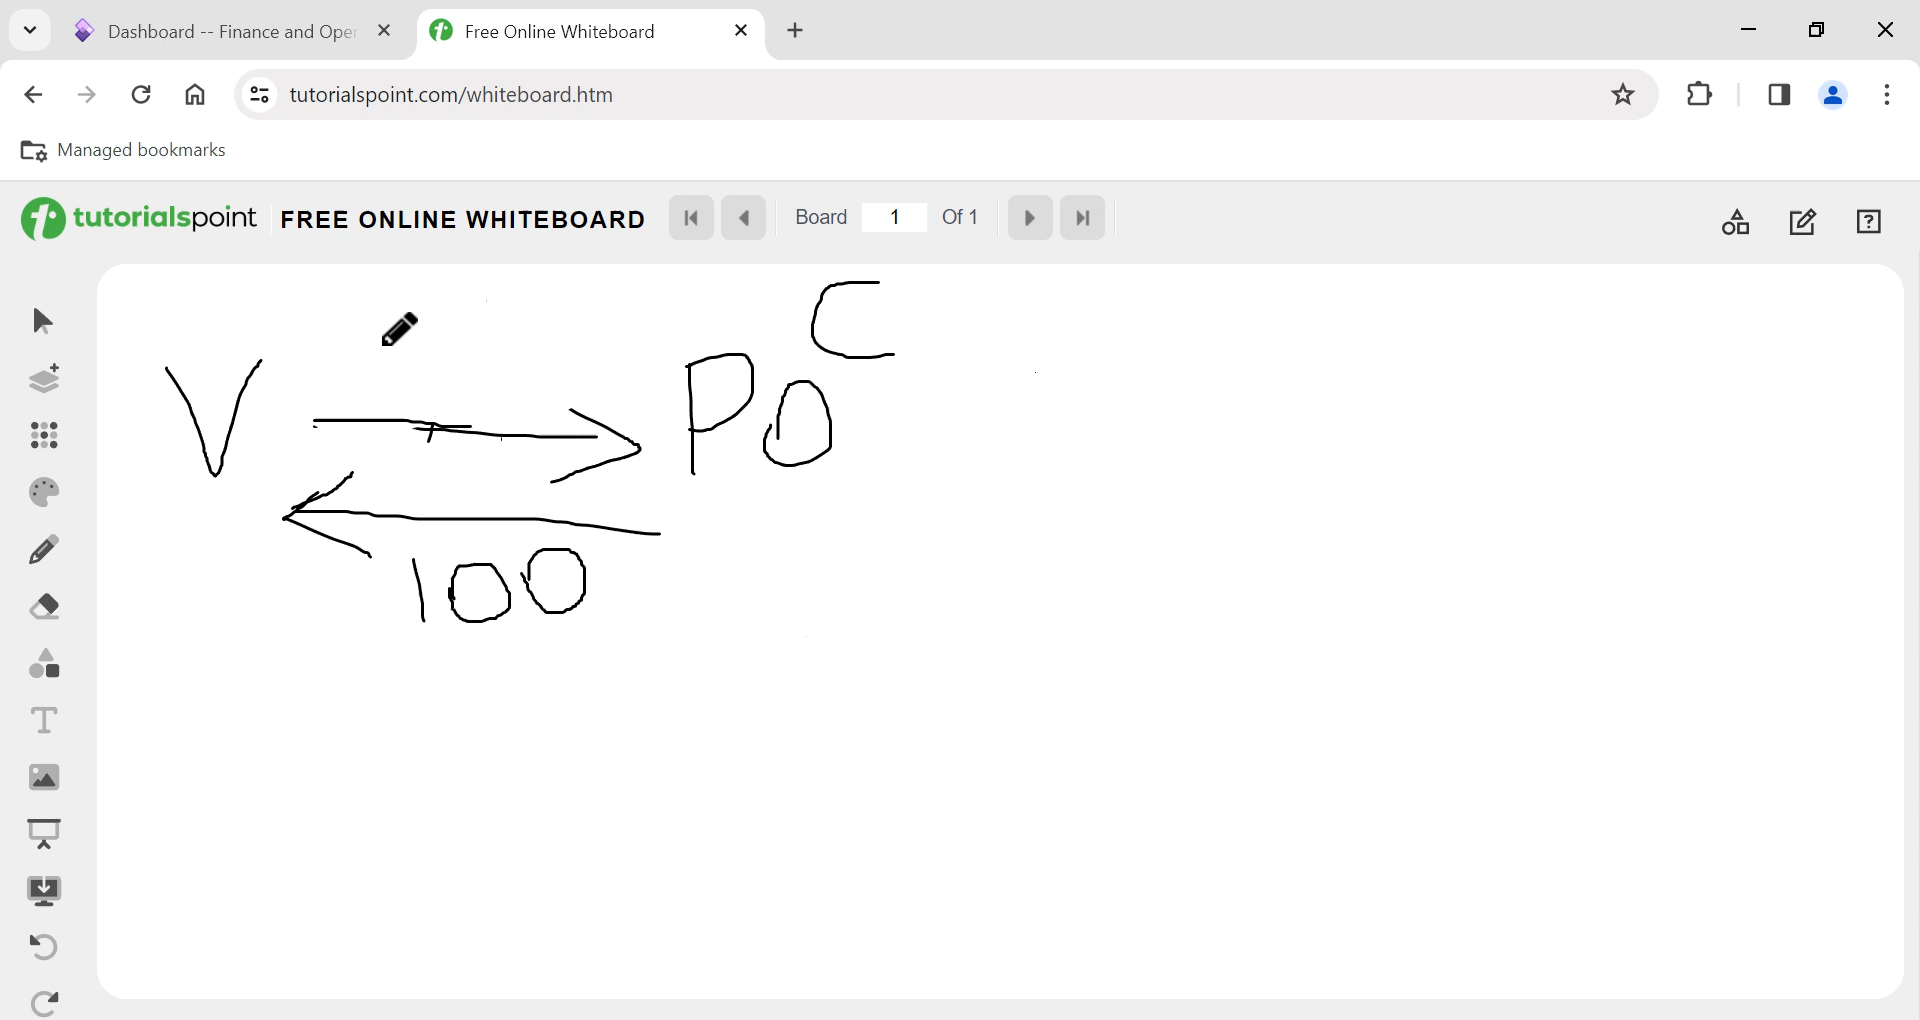 Dashboard -- Finance and Oper
Free Online Whiteboard
tutorialspoint.com/whiteboard.htm
Managed bookmarks
tutorialspoint FREE ONLINE WHITEBOARD Board 1 Of 1
C
V PO
100